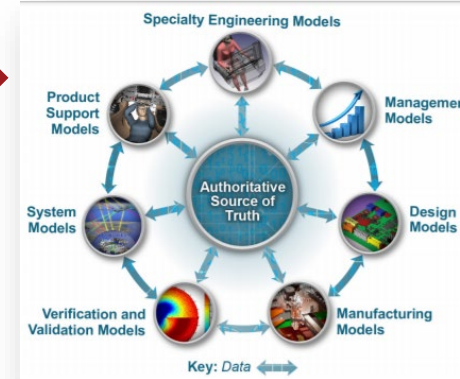 Specialty Engineering Models
Product
Support
Models
Management
Models
Authoritative
Source of
Truth
System
Models
Design
Models
Verification and
Validation Models
Manufacturing
Models
Key: Data